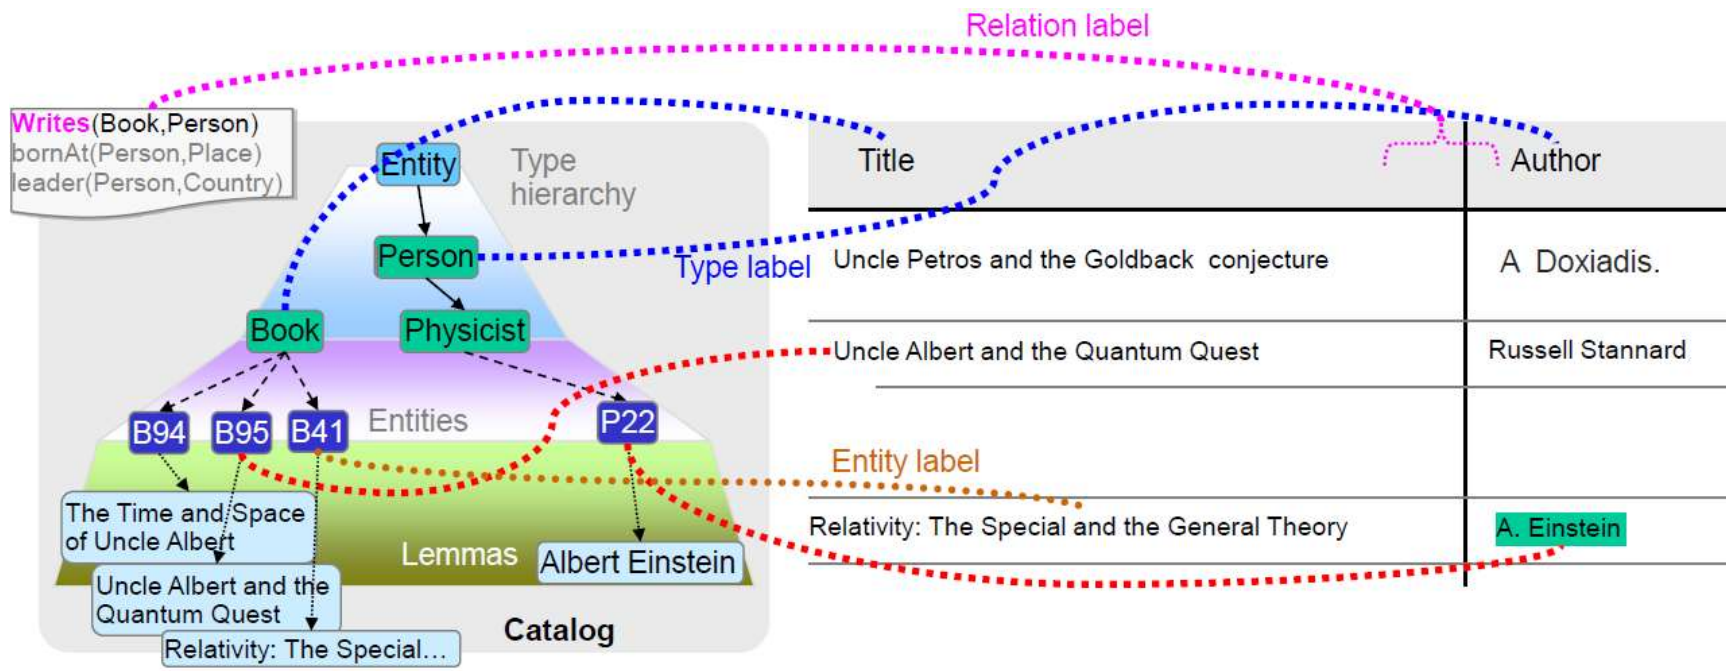 Relation label
Writes(Book,Person)
bornAt(Person,Place)
leader(Person,Country)
Entity
Type
hierarchy
Person
Type label
Book
Physicist
B94
B95
B41
Entities
P22
The Time and Space
of Uncle Albert
Lemmas
Albert Einstein
Uncle Albert and the
Quantum Quest
Relativity: The Special...
Catalog
Title
Author
Uncle Petros and the Goldback conjecture
A Doxiadis.
Uncle Albert and the Quantum Quest
Russell Stannard
Entity label
Relativity: The Special and the General Theory
A. Einstein